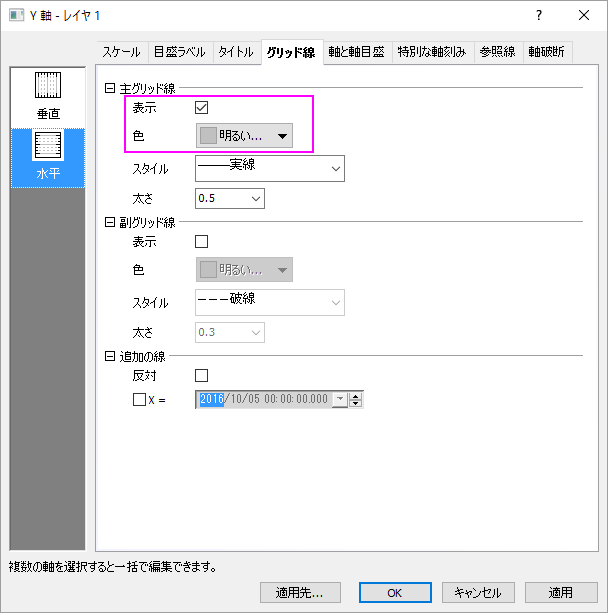 Y 軸 - レイヤ 1
?
スケール 目盛ラベル タイトル グリッド線 軸と軸目盛 特別な軸刻み 参照線 軸破断
垂直
水平
主グリッド線
表示
色 明るい...
スタイル 実線
太さ 0.5
副グリッド線
表示
色 明るい...
スタイル 破線
太さ 0.3
追加の線
反対
X = 2016/10/05 00:00:00.000
複数の軸を選択すると一括で編集できます。
適用先... OK キャンセル 適用